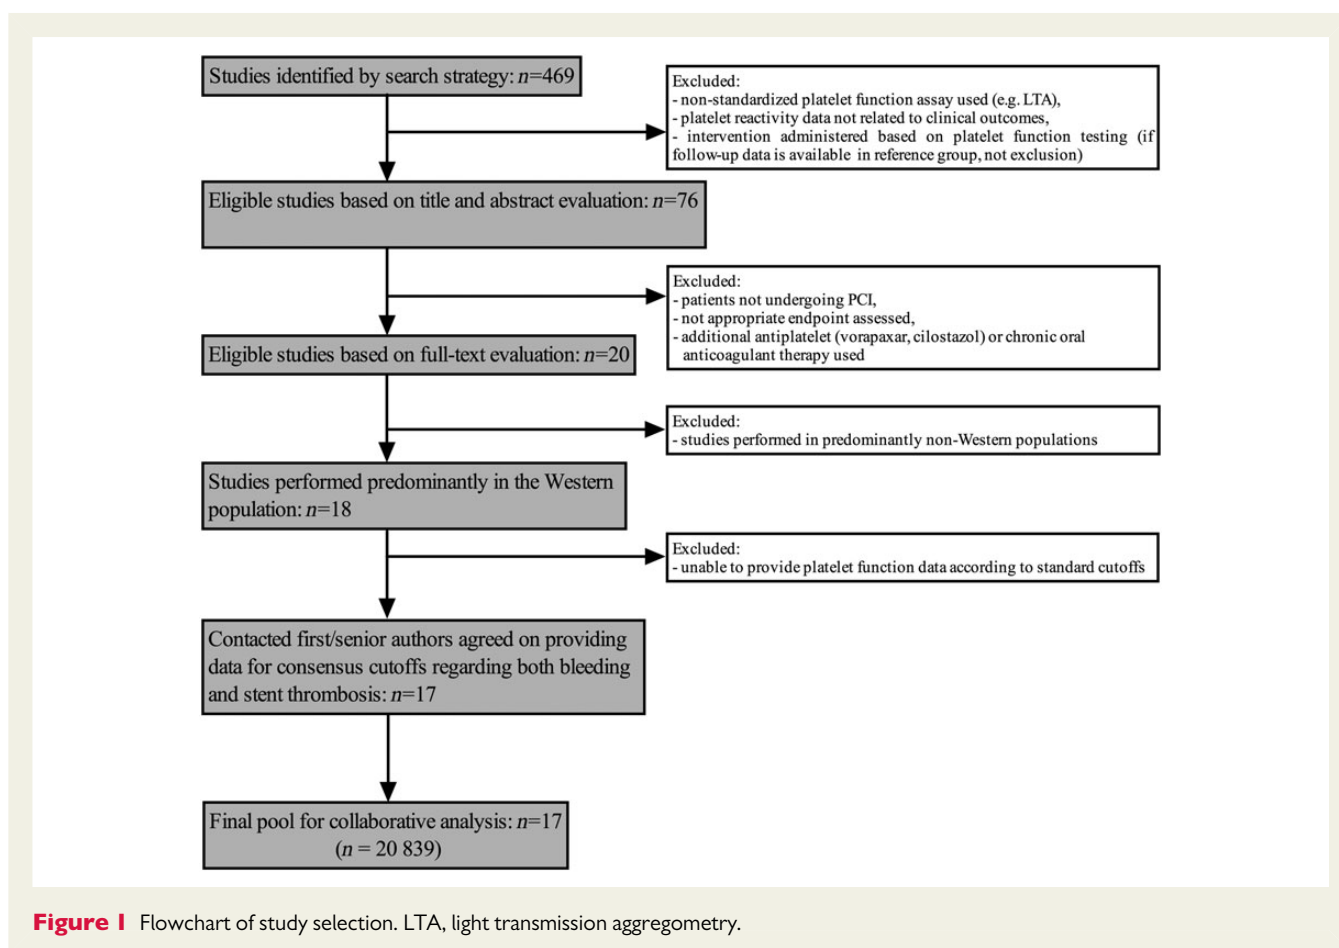 Studies identified by search strategy: n=469
Excluded:
- non-standardized platelet function assay used (e.g. LTA),
- platelet reactivity data not related to clinical outcomes,
- intervention administered based on platelet function testing (if
follow-up data is available in reference group, not exclusion)
Eligible studies based on title and abstract evaluation: n=76
Excluded:
- patients not undergoing PCI,
- not appropriate endpoint assessed,
- additional antiplatelet (vorapaxar, cilostazol) or chronic oral
anticoagulant therapy used
Eligible studies based on full-text evaluation: n=20
Excluded:
- studies performed in predominantly non-Western populations
Studies performed predominantly in the Western
population: n=18
Excluded:
- unable to provide platelet function data according to standard cutoffs
Contacted first/senior authors agreed on providing
data for consensus cutoffs regarding both bleeding
and stent thrombosis: n=17
Final pool for collaborative analysis: n=17
(n = 20 839)
Figure 1 Flowchart of study selection. LTA, light transmission aggregometry.